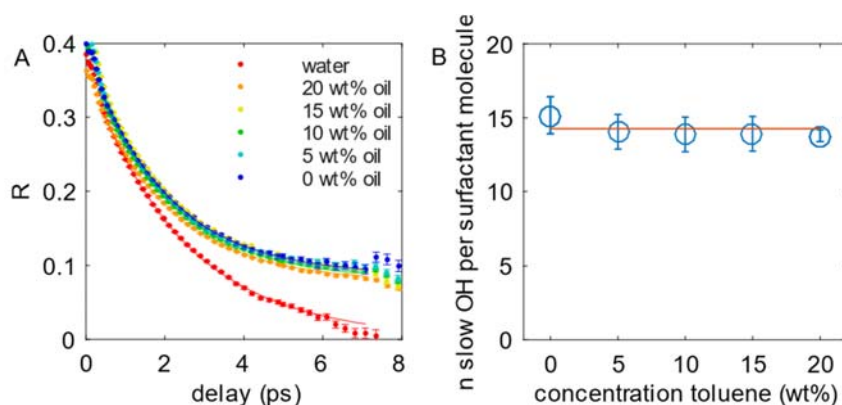 A
R
0.4
0.3
0.2
0.1
0
0
2
4
6
8
delay (ps)
water
20 wt% oil
15 wt% oil
10 wt% oil
5 wt% oil
0 wt% oil
B
n slow OH per surfactant molecule
20
15
10
5
0
0
5
10
15
20
concentration toluene (wt%)